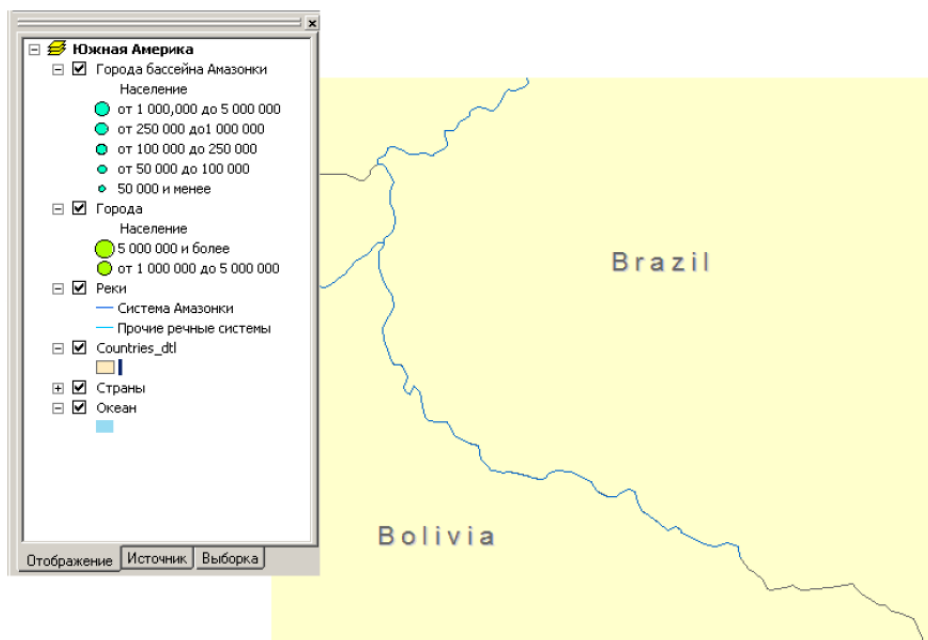 Южная Америка
Города бассейна Амазонки
Население
от 1 000,000 до 5 000 000
от 250 000 до1 000 000
от 100 000 до 250 000
от 50 000 до 100 000
50 000 и менее
Города
Население
5 000 000 и более
от 1 000 000 до 5 000 000
Реки
Система Амазонки
Прочие речные системы
Countries_dtl
Страны
Океан
Отображение Источник Выборка
Brazil
Bolivia